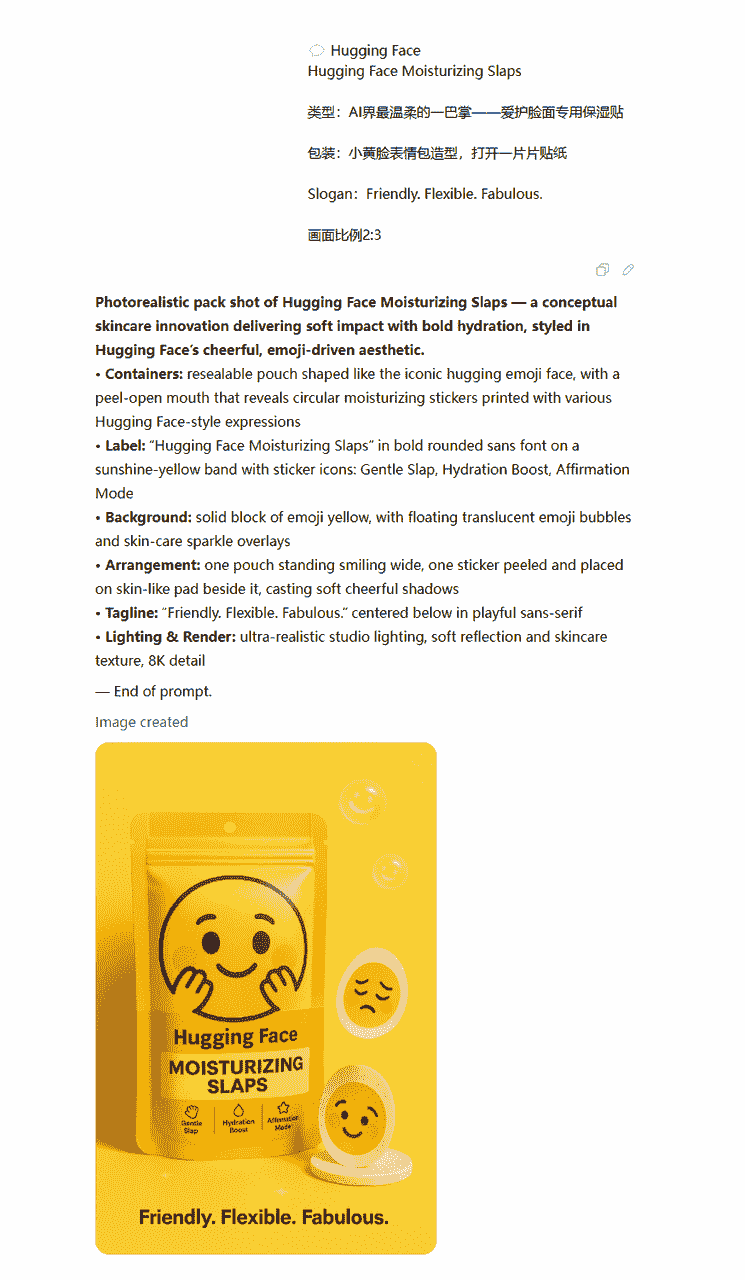 Hugging Face
Hugging Face Moisturizing Slaps
类型：AI界最温柔的一巴掌——爱护脸面专用保湿贴
包装：小黄脸表情包造型，打开一片片贴纸
Slogan：Friendly. Flexible. Fabulous.
画面比例2:3
Photorealistic pack shot of Hugging Face Moisturizing Slaps — a conceptual
skincare innovation delivering soft impact with bold hydration, styled in
Hugging Face's cheerful, emoji-driven aesthetic.
• Containers: resealable pouch shaped like the iconic hugging emoji face, with a
peel-open mouth that reveals circular moisturizing stickers printed with various
Hugging Face-style expressions
• Label: "Hugging Face Moisturizing Slaps" in bold rounded sans font on a
sunshine-yellow band with sticker icons: Gentle Slap, Hydration Boost, Affirmation
Mode
• Background: solid block of emoji yellow, with floating translucent emoji bubbles
and skin-care sparkle overlays
• Arrangement: one pouch standing smiling wide, one sticker peeled and placed
on skin-like pad beside it, casting soft cheerful shadows
• Tagline: "Friendly. Flexible. Fabulous." centered below in playful sans-serif
• Lighting & Render: ultra-realistic studio lighting, soft reflection and skincare
texture, 8K detail
— End of prompt.
Image created
Hugging Face
MOISTURIZING
SLAPS
Gentle Slap
Hydration Boost
Affirmation Mode
Friendly. Flexible. Fabulous.